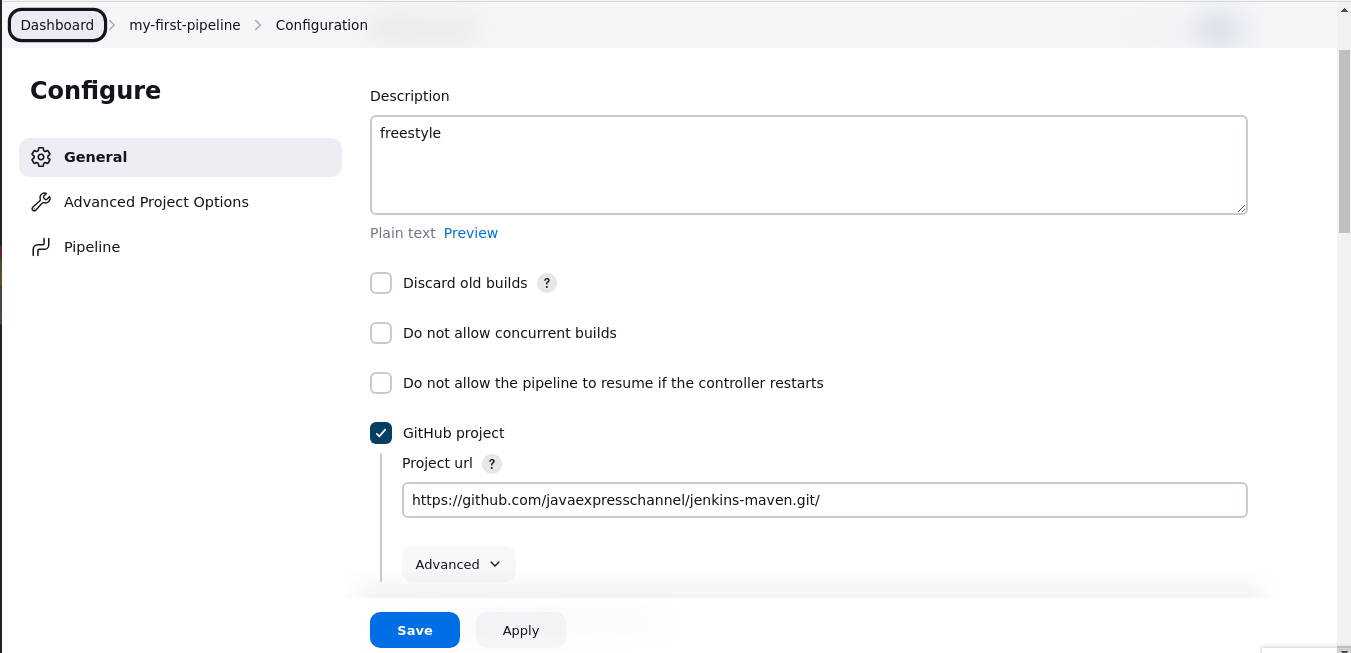 Dashboard my-first-pipeline Configuration
Configure
General
Advanced Project Options
Pipeline
Description
freestyle
Plain text Preview
Discard old builds ?
Do not allow concurrent builds
Do not allow the pipeline to resume if the controller restarts
GitHub project
Project url ?
https://github.com/javaexpresschannel/jenkins-maven.git/
Advanced
Save Apply